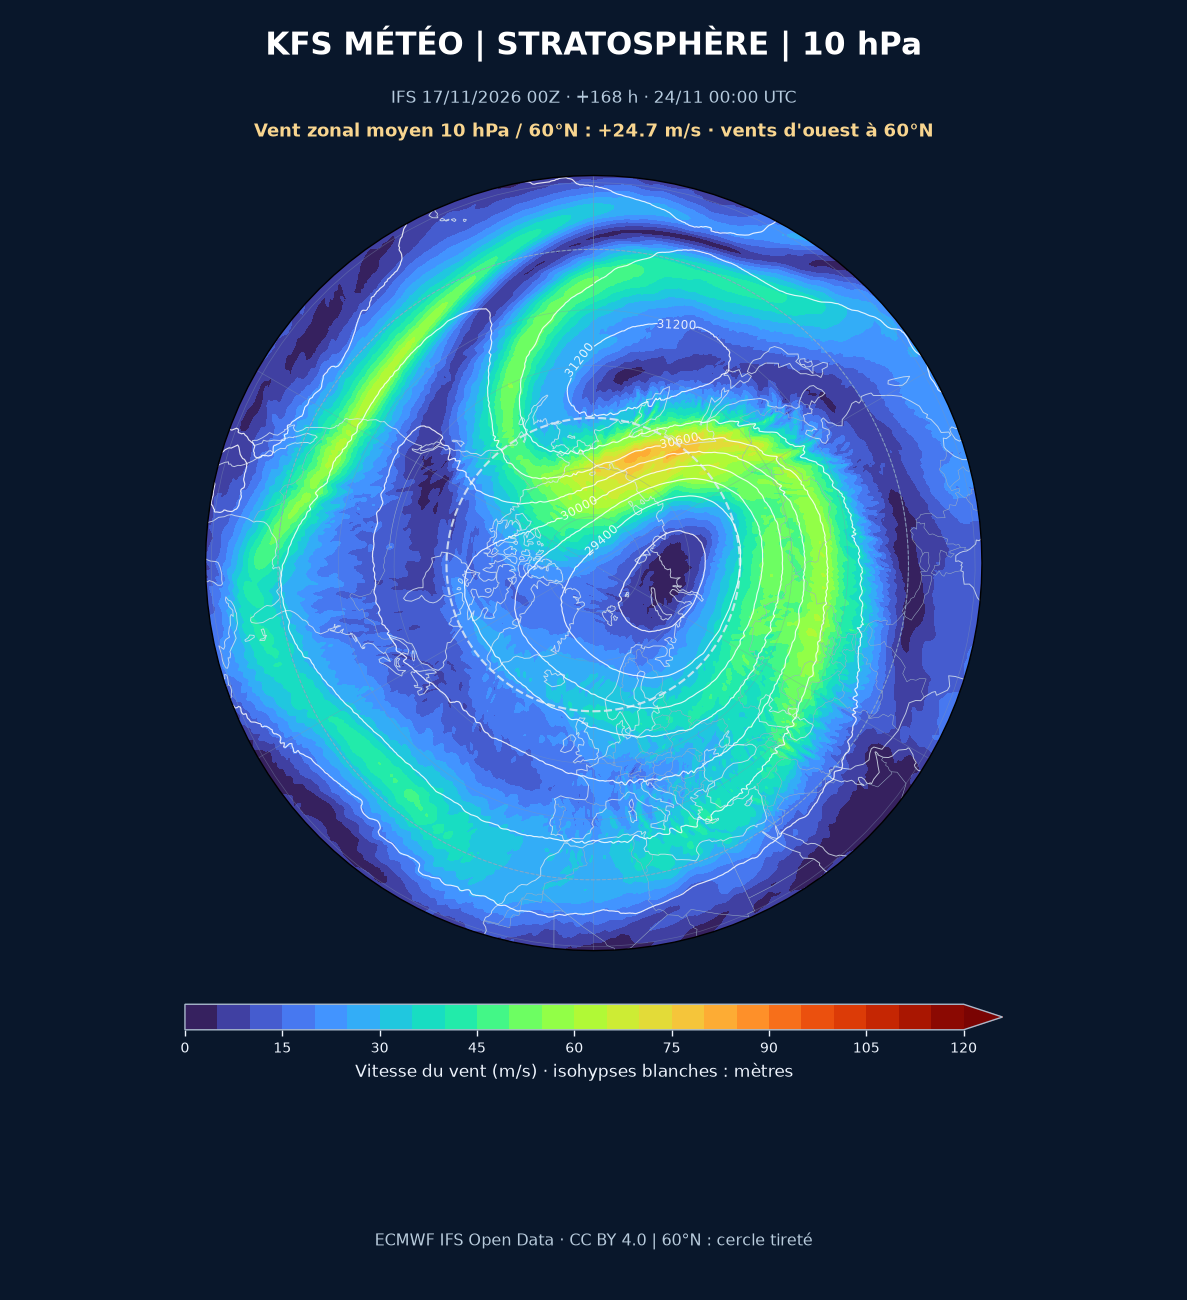 KFS MÉTÉO | STRATOSPHÈRE | 10 hPa
IFS 17/11/2026 00Z · +168 h · 24/11 00:00 UTC
Vent zonal moyen 10 hPa / 60°N : +24.7 m/s · vents d'ouest à 60°N
31200
31200
30600
30000
29400
0 15 30 45 60 75 90 105 120
Vitesse du vent (m/s) · isohypses blanches : mètres
ECMWF IFS Open Data · CC BY 4.0 | 60°N : cercle tireté